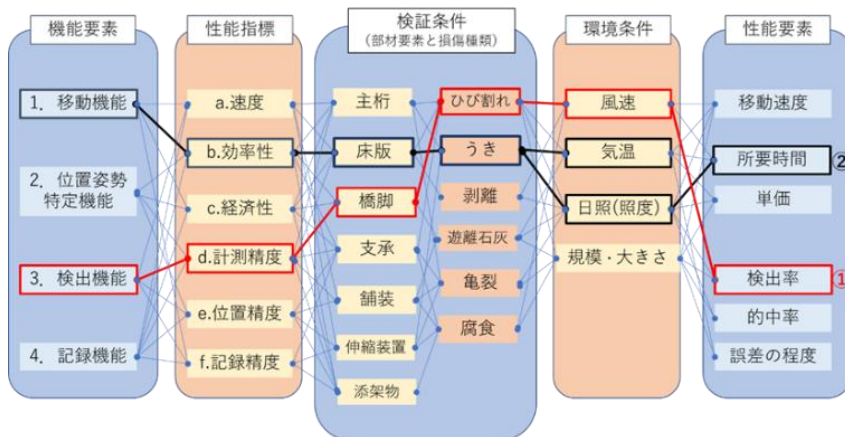 機能要素
1. 移動機能
2. 位置姿勢
特定機能
3. 検出機能
4. 記録機能
性能指標
a.速度
b.効率性
c.経済性
d.計測精度
e.位置精度
f.記録精度
検証条件
(部材要素と損傷種類)
主桁
床版
橋脚
支承
舗装
伸縮装置
添架物
ひび割れ
うき
剥離
遊離石灰
亀裂
腐食
環境条件
風速
気温
日照(照度)
規模・大きさ
性能要素
移動速度
所要時間
②
単価
検出率
①
的中率
誤差の程度